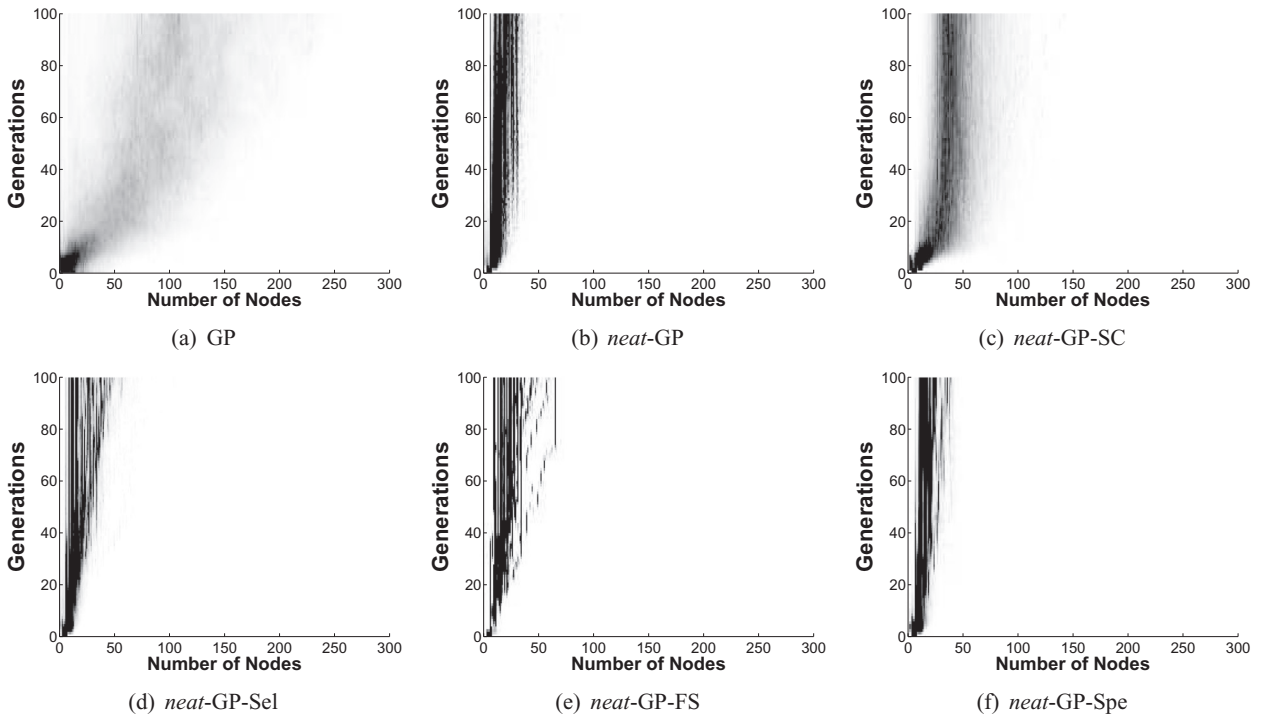 100
80
60
40
20
0
Generations
0 50 100 150 200 250 300
Number of Nodes
(a) GP
100
80
60
40
20
0
Generations
0 50 100 150 200 250 300
Number of Nodes
(b) neat-GP
100
80
60
40
20
0
Generations
0 50 100 150 200 250 300
Number of Nodes
(c) neat-GP-SC
100
80
60
40
20
0
Generations
0 50 100 150 200 250 300
Number of Nodes
(d) neat-GP-Sel
100
80
60
40
20
0
Generations
0 50 100 150 200 250 300
Number of Nodes
(e) neat-GP-FS
100
80
60
40
20
0
Generations
0 50 100 150 200 250 300
Number of Nodes
(f) neat-GP-Spe